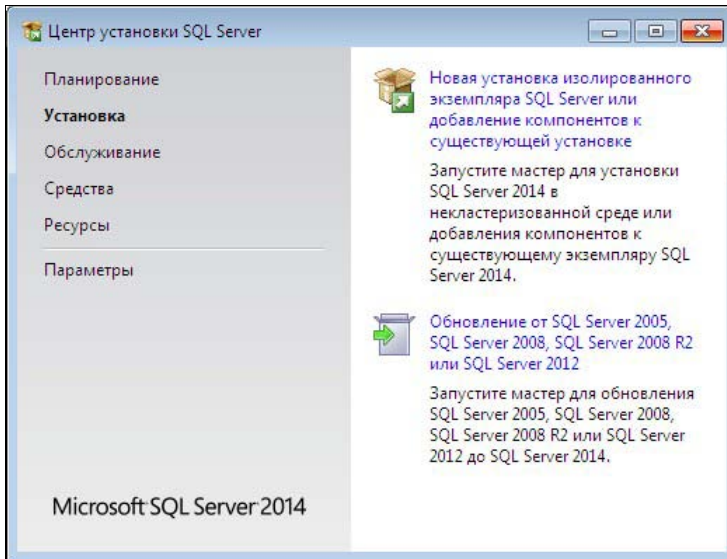 Центр установки SQL Server
Планирование
Установка
Обслуживание
Средства
Ресурсы
Параметры
Microsoft SQL Server 2014
Новая установка изолированного
экземпляра SQL Server или
добавление компонентов к
существующей установке
Запустите мастер для установки
SQL Server 2014 в
некластеризованной среде или
добавления компонентов к
существующему экземпляру SQL
Server 2014.
Обновление от SQL Server 2005,
SQL Server 2008, SQL Server 2008 R2
или SQL Server 2012
Запустите мастер для обновления
SQL Server 2005, SQL Server 2008,
SQL Server 2008 R2 или SQL Server
2012 до SQL Server 2014.